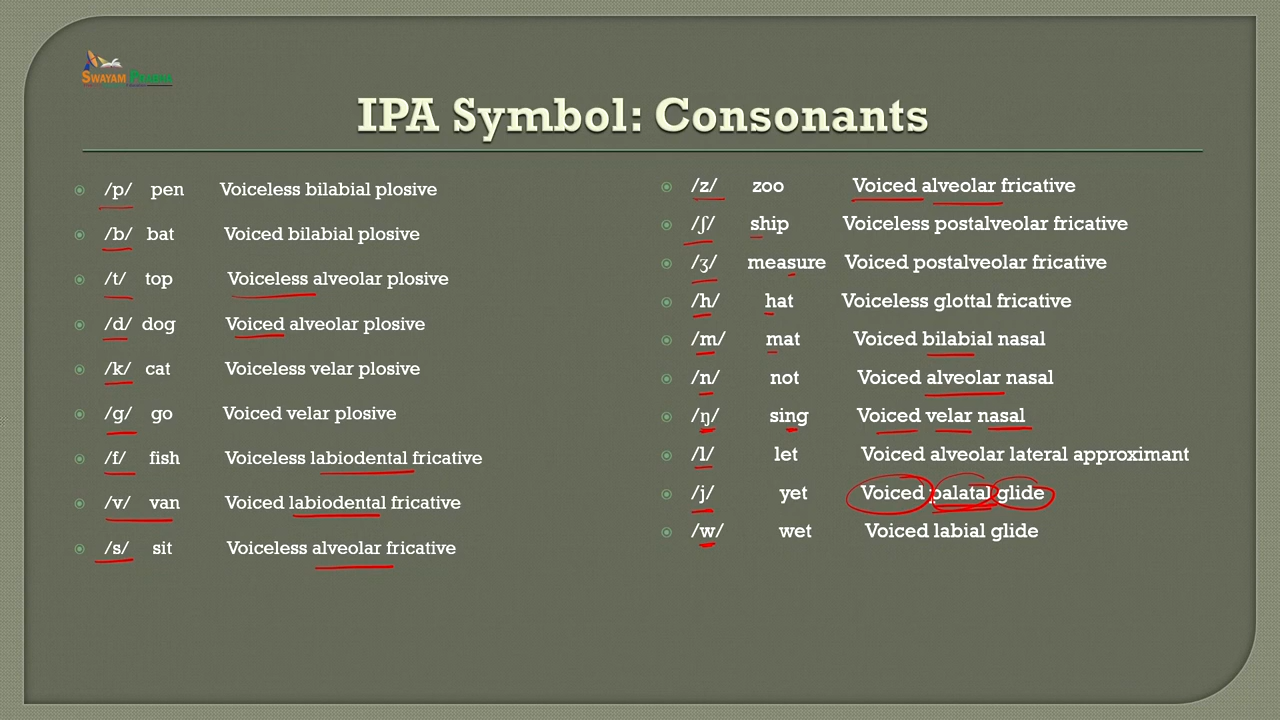 SWAYAM PRABHA
IPA Symbol: Consonants
/p/ pen Voiceless bilabial plosive
/b/ bat Voiced bilabial plosive
/t/ top Voiceless alveolar plosive
/d/ dog Voiced alveolar plosive
/k/ cat Voiceless velar plosive
/g/ go Voiced velar plosive
/f/ fish Voiceless labiodental fricative
/v/ van Voiced labiodental fricative
/s/ sit Voiceless alveolar fricative
/z/ zoo Voiced alveolar fricative
/ʃ/ ship Voiceless postalveolar fricative
/ʒ/ measure Voiced postalveolar fricative
/h/ hat Voiceless glottal fricative
/m/ mat Voiced bilabial nasal
/n/ not Voiced alveolar nasal
/ŋ/ sing Voiced velar nasal
/l/ let Voiced alveolar lateral approximant
/j/ yet Voiced palatal glide
/w/ wet Voiced labial glide